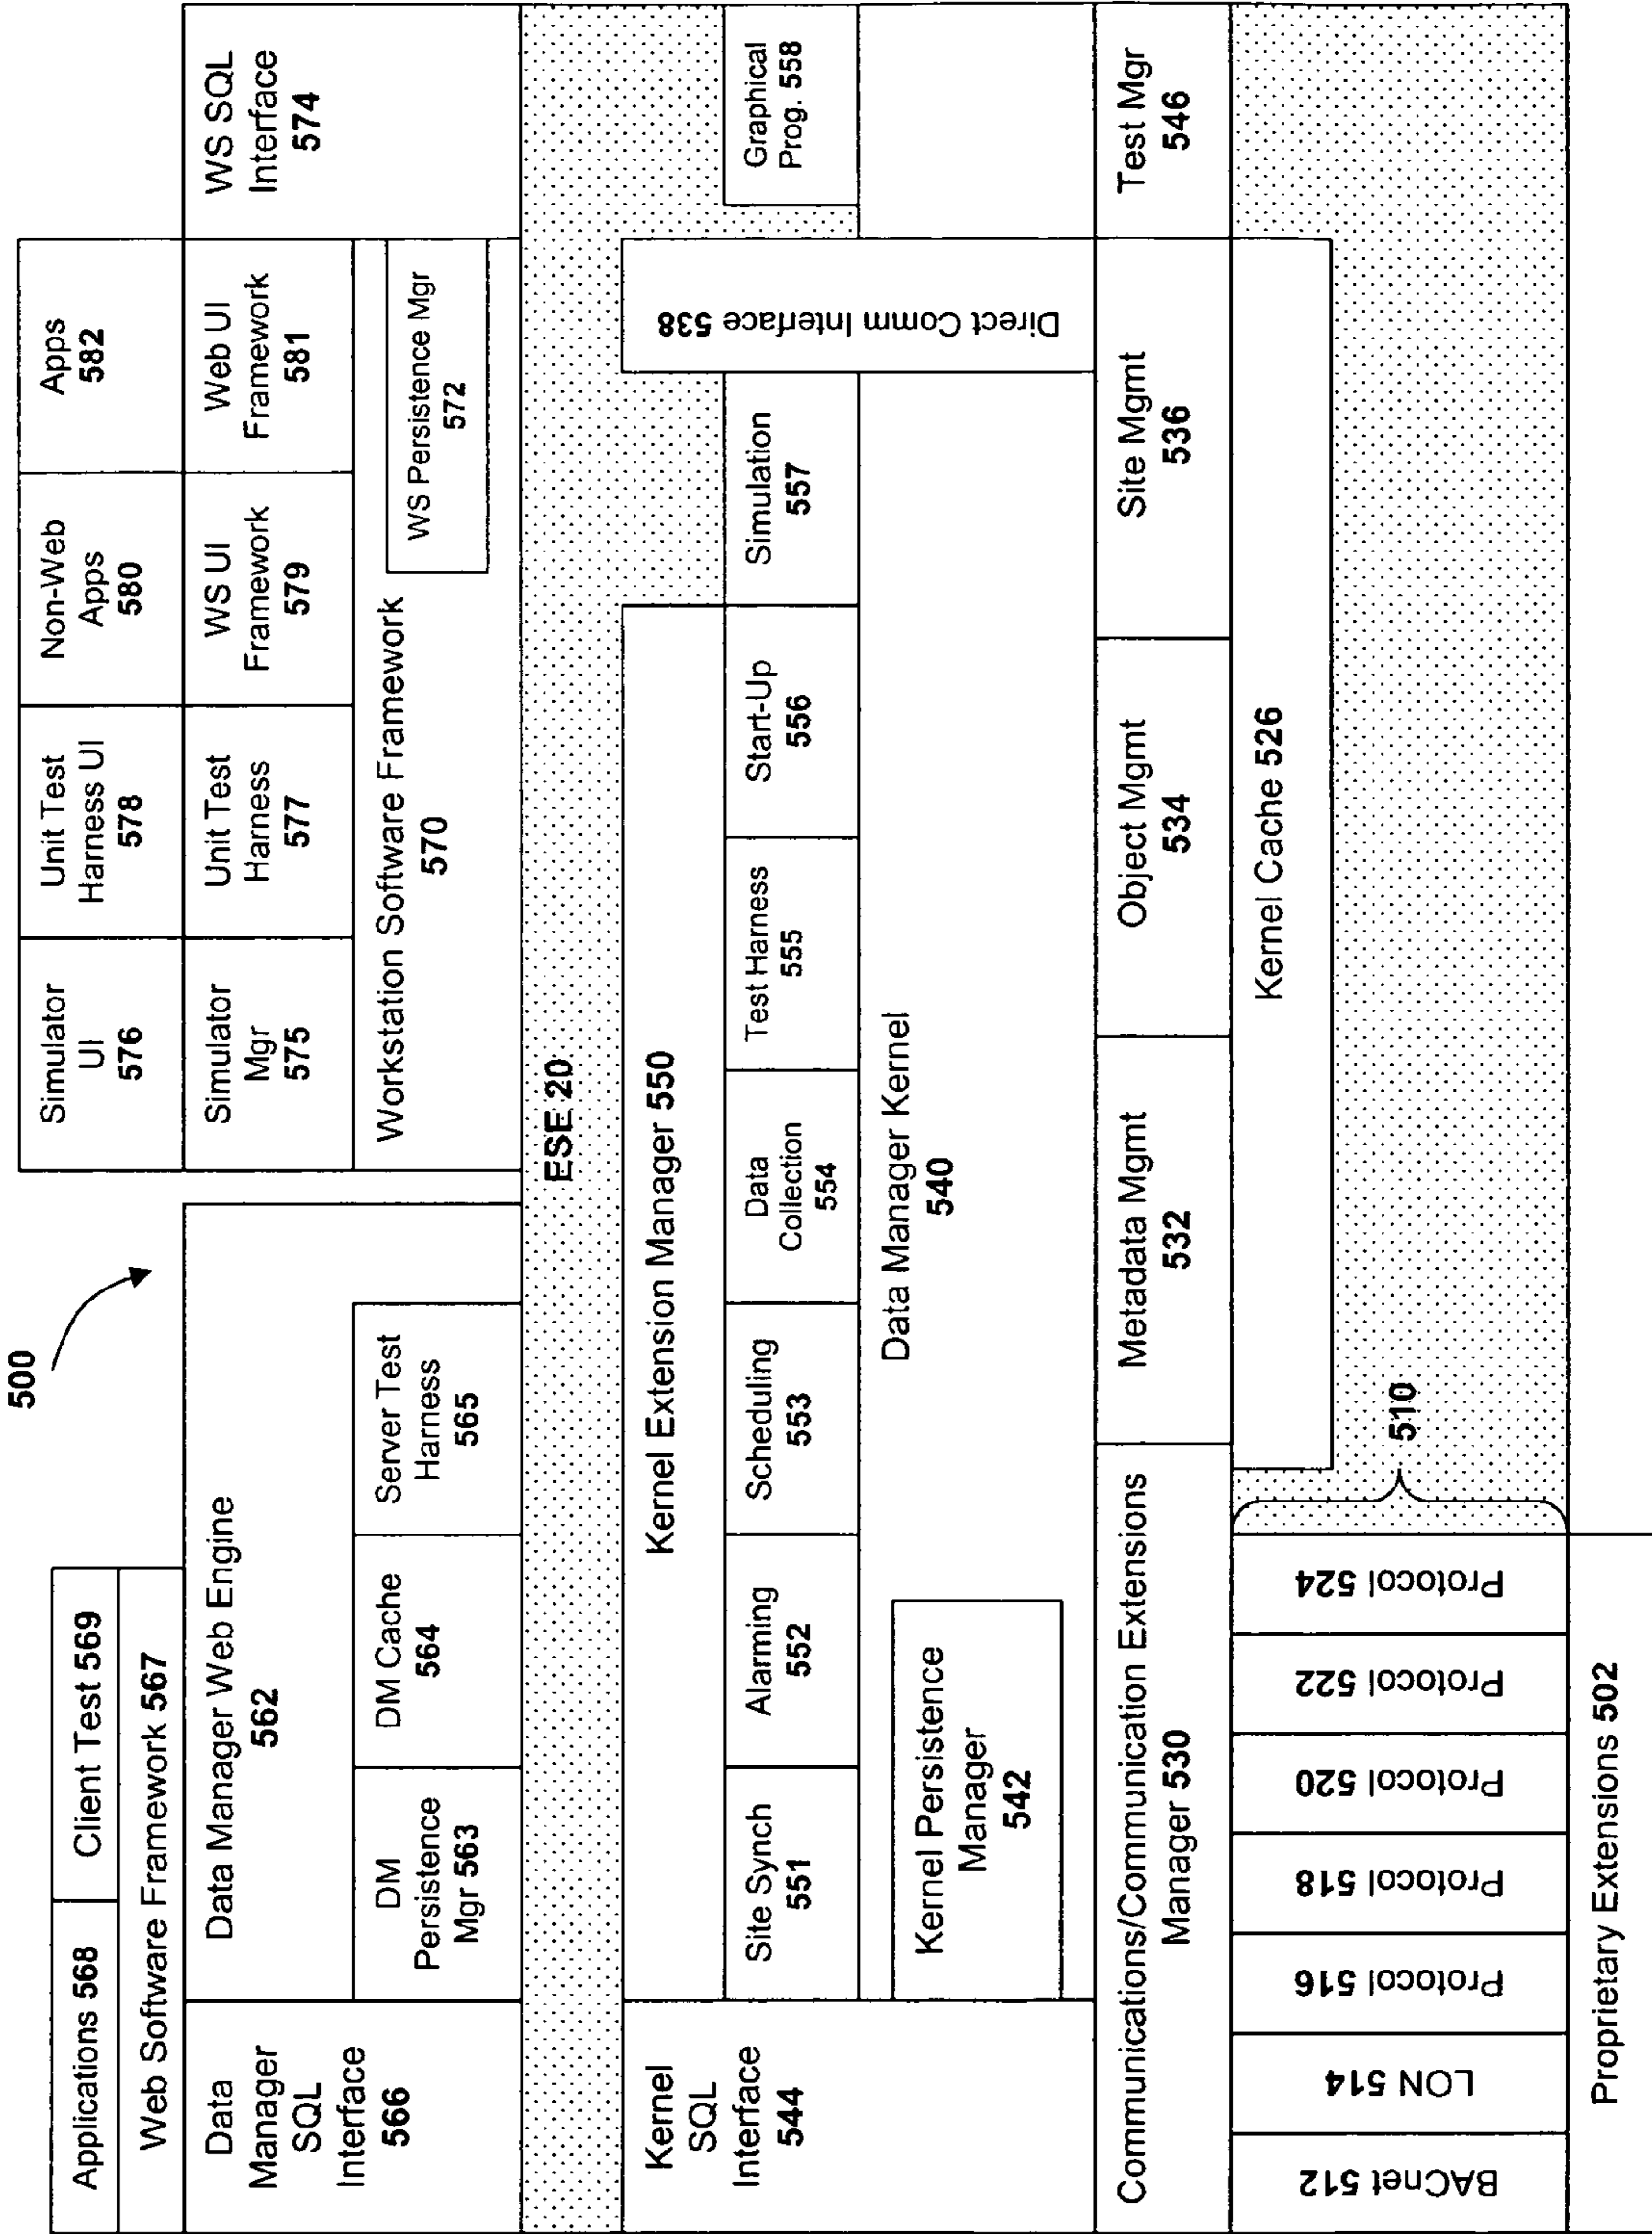 500
Applications 568
Client Test 569
Web Software Framework 567
Data
Manager
SQL
Interface
566
Data Manager Web Engine
562
DM
Persistence
Mgr 563
DM Cache
564
Server Test
Harness
565
Simulator
UI
576
Unit Test
Harness UI
578
Non-Web
Apps
580
Apps
582
Simulator
Mgr
575
Unit Test
Harness
577
WS UI
Framework
579
Web UI
Framework
581
WS SQL
Interface
574
Workstation Software Framework
570
WS Persistence Mgr
572
ESE 20
Kernel
SQL
Interface
544
Kernel Extension Manager 550
Site Synch
551
Alarming
552
Scheduling
553
Data
Collection
554
Test Harness
555
Start-Up
556
Simulation
557
Direct Comm Interface 538
Graphical
Prog. 558
Kernel Persistence
Manager
542
Data Manager Kernel
540
Communications/Communication Extensions
Manager 530
Metadata Mgmt
532
Object Mgmt
534
Site Mgmt
536
Test Mgr
546
BACnet 512
LON 514
Protocol 516
Protocol 518
Protocol 520
Protocol 522
Protocol 524
510
Kernel Cache 526
Proprietary Extensions 502